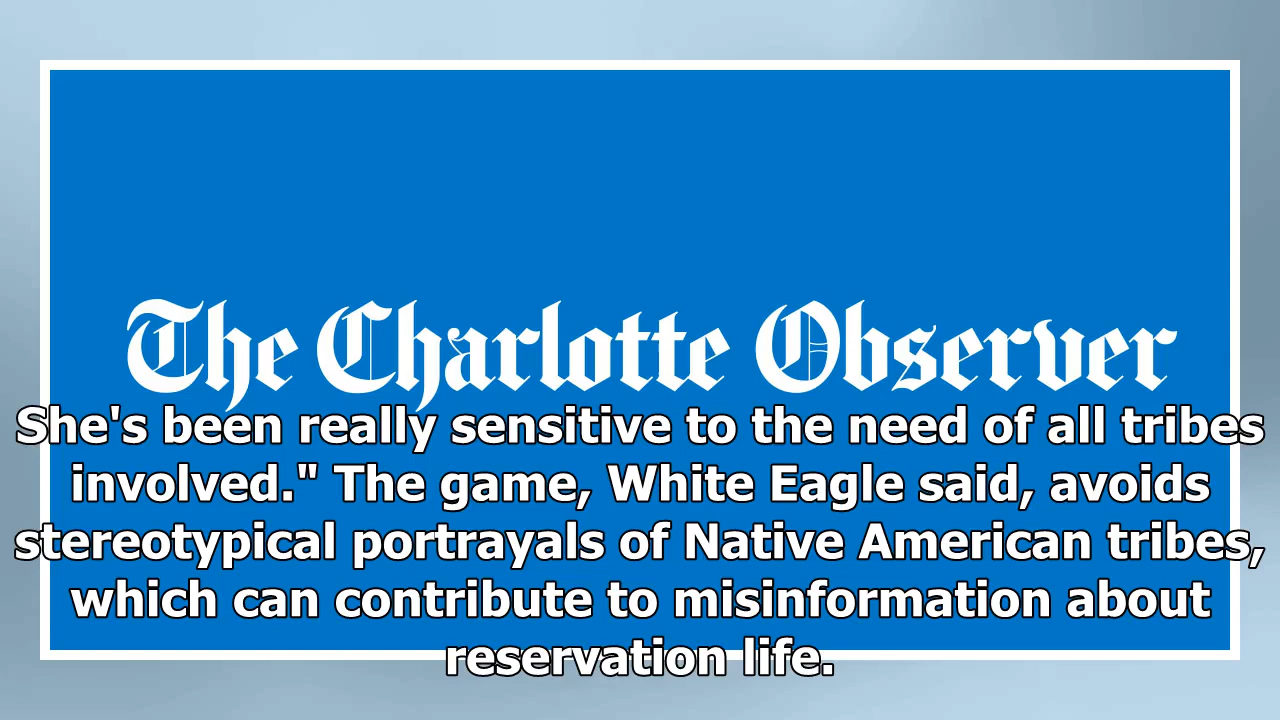 The Charlotte Observer
She's been really sensitive to the need of all tribes
involved." The game, White Eagle said, avoids
stereotypical portrayals of Native American tribes,
which can contribute to misinformation about
reservation life.